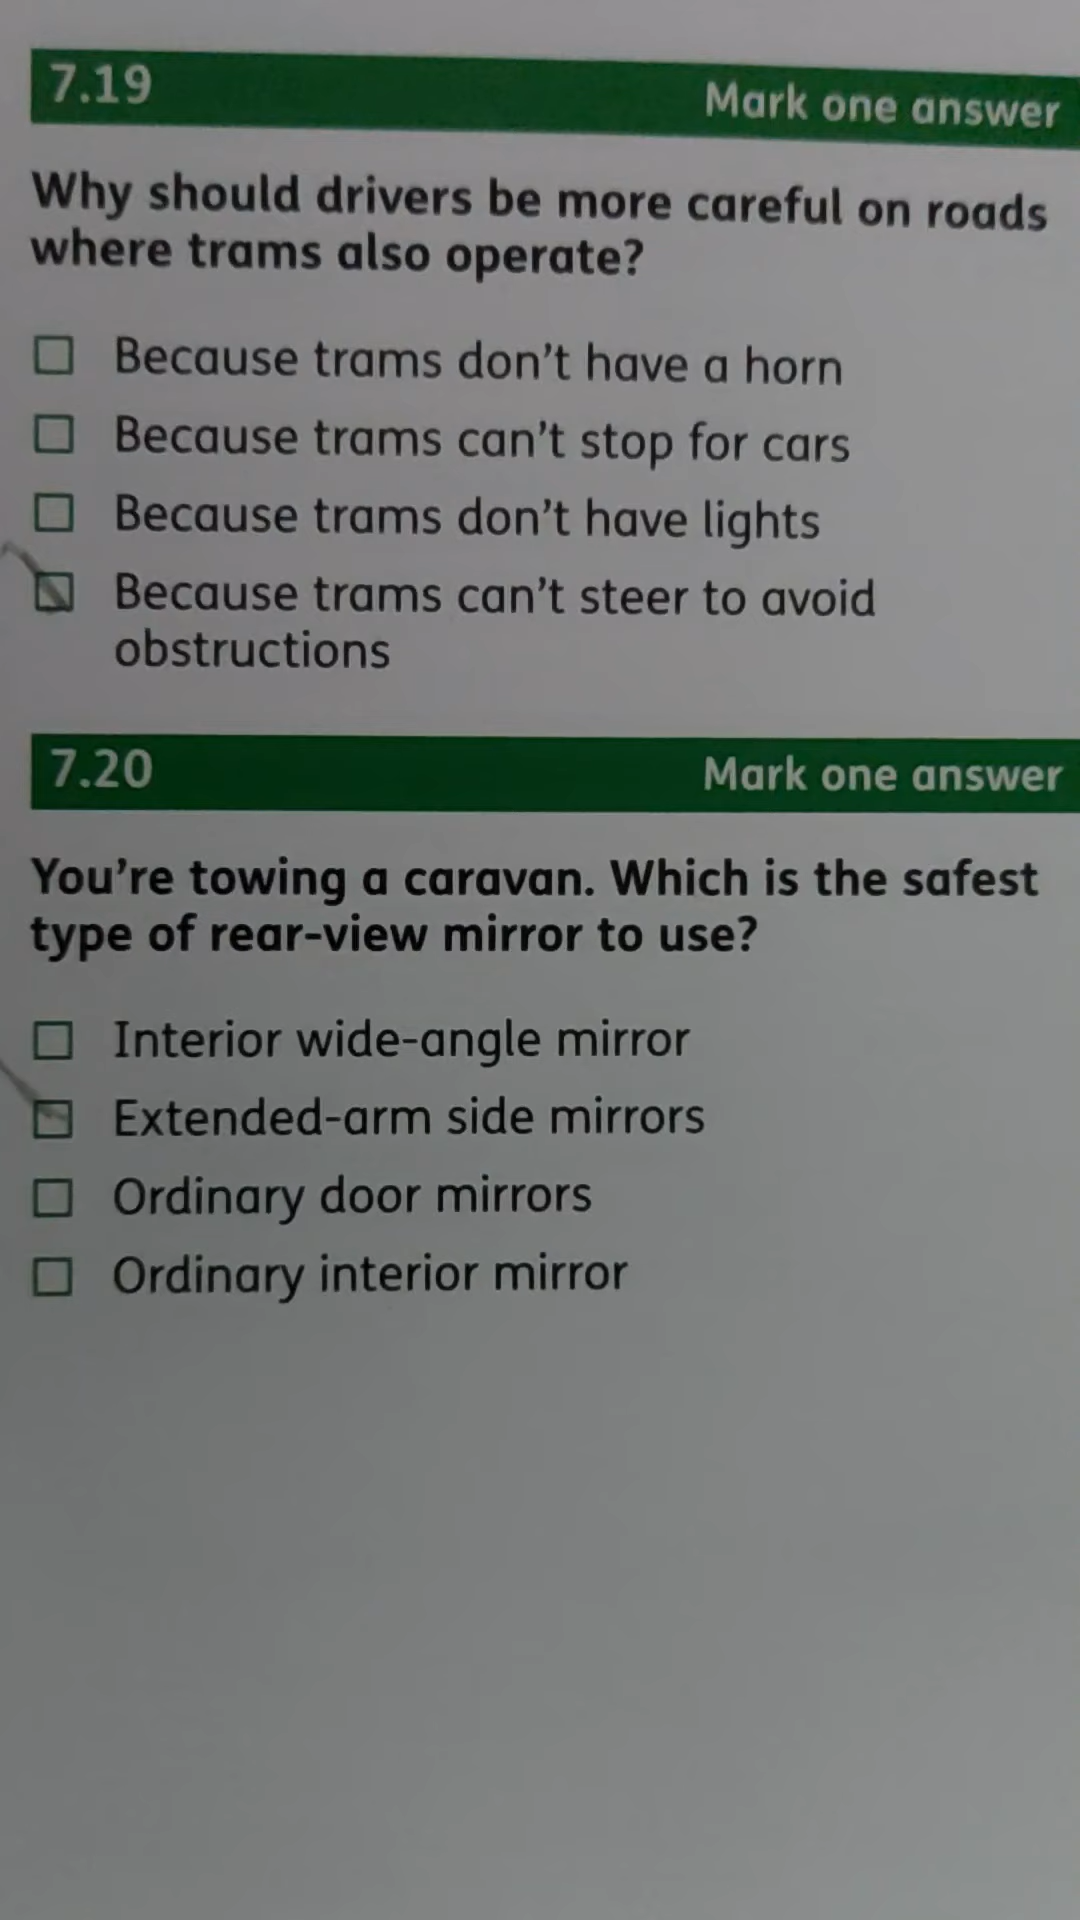 7.19
Mark one answer
Why should drivers be more careful on roads
where trams also operate?
Because trams don't have a horn
Because trams can't stop for cars
Because trams don't have lights
Because trams can't steer to avoid
obstructions
7.20
Mark one answer
You're towing a caravan. Which is the safest
type of rear-view mirror to use?
Interior wide-angle mirror
Extended-arm side mirrors
Ordinary door mirrors
Ordinary interior mirror